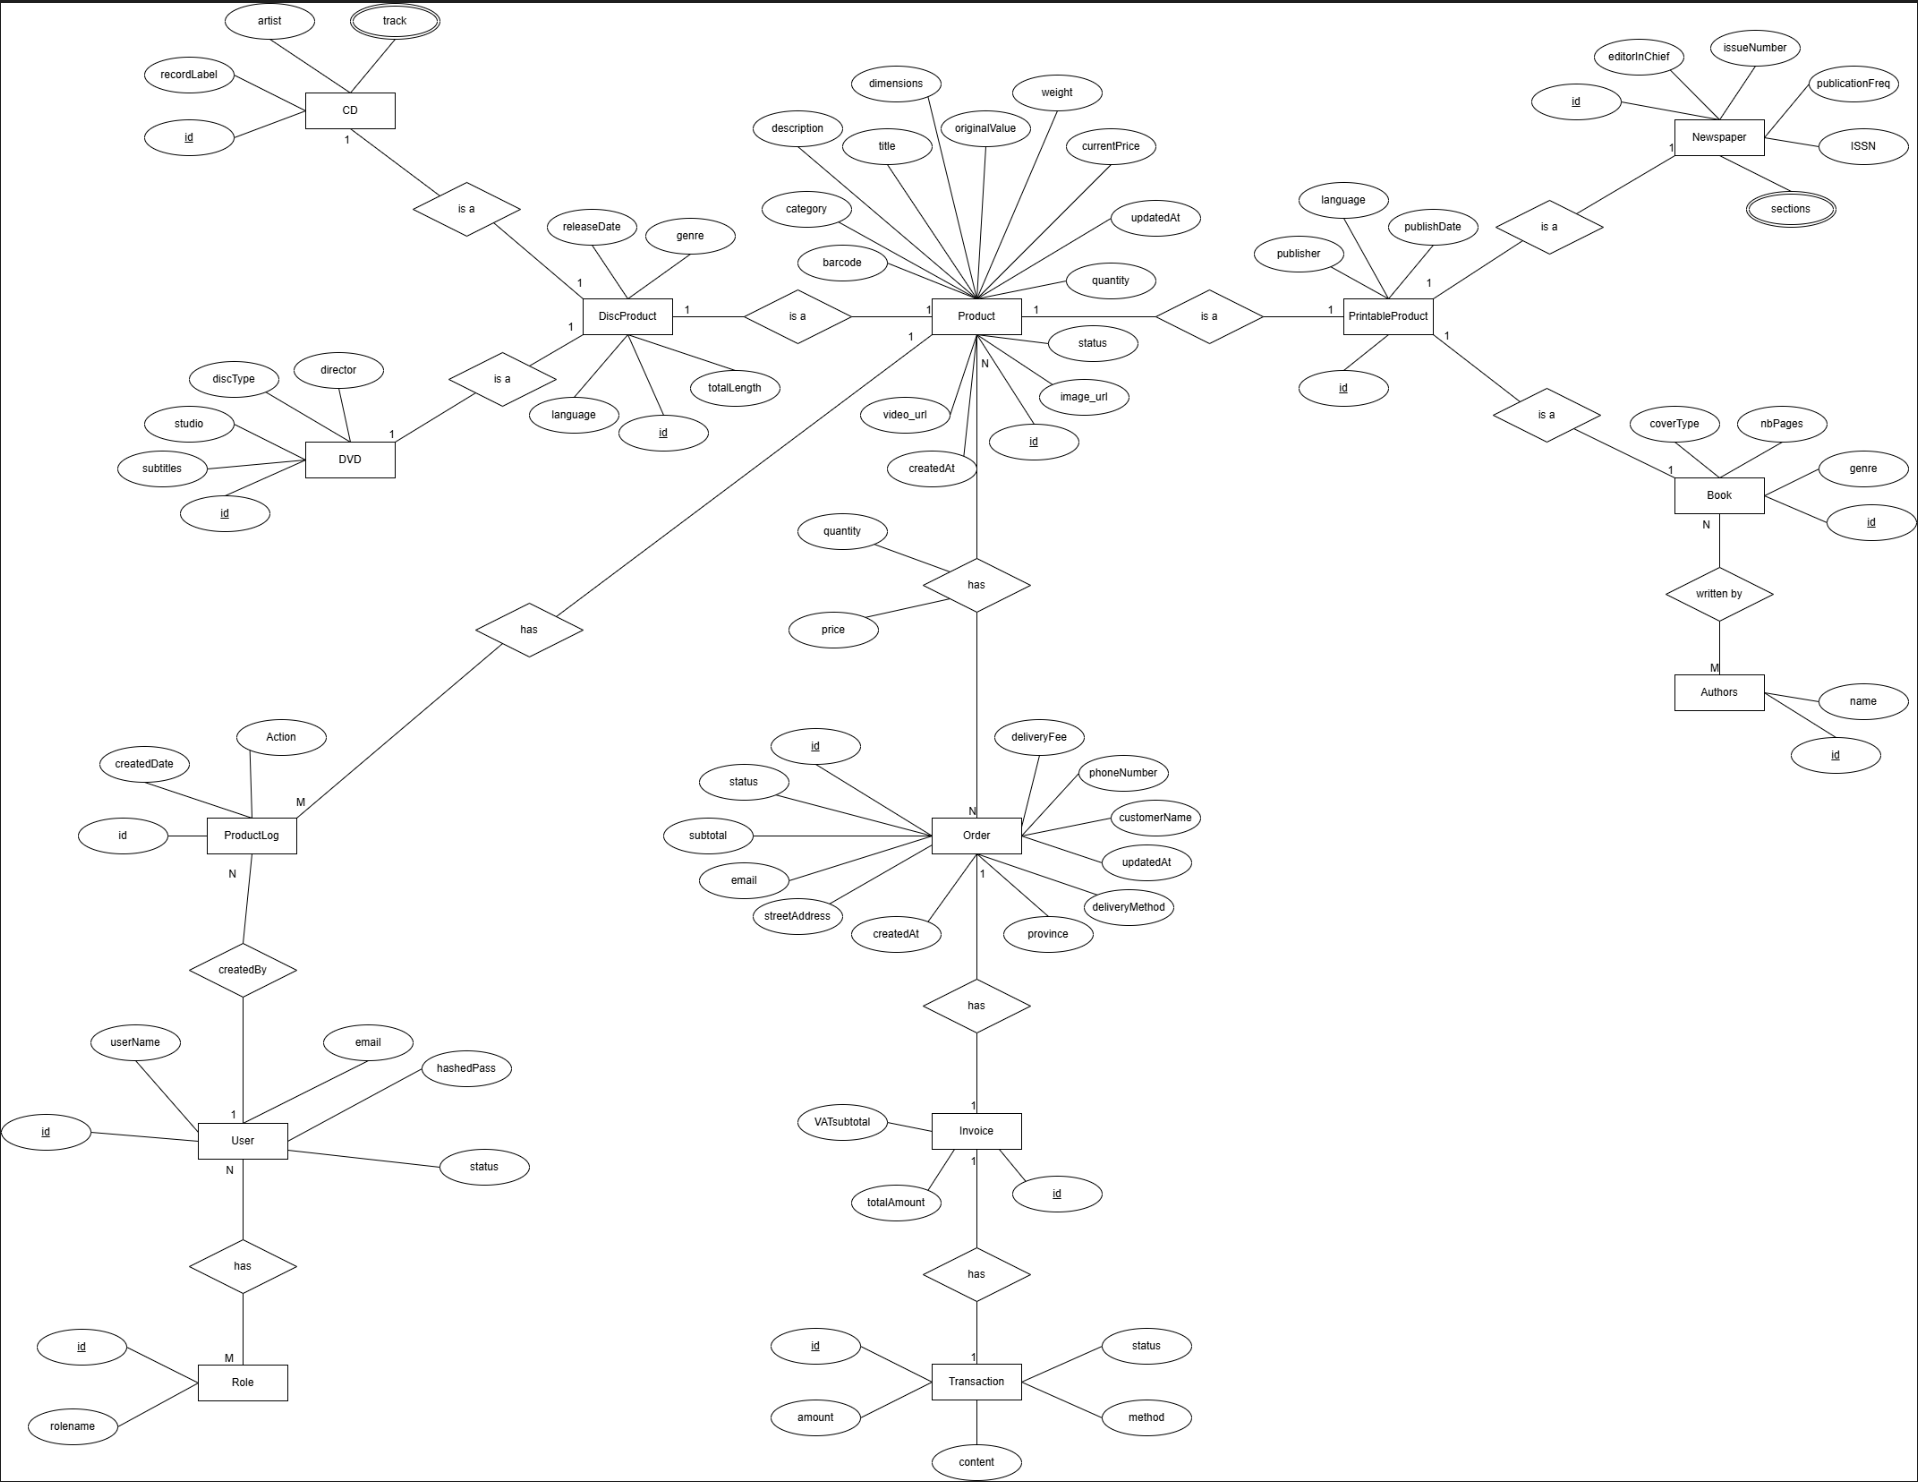 artist
track
recordLabel
CD
id
1
is a
releaseDate
genre
1
DiscProduct
1
is a
1
1
is a
language
id
totalLength
discType
director
studio
subtitles
1
DVD
id
dimensions
weight
description
originalValue
title
currentPrice
category
updatedAt
barcode
quantity
Product
1
is a
1
1
N
status
video_url
image_url
id
createdAt
language
publishDate
publisher
1
PrintableProduct
1
id
editorInChief
issueNumber
id
publicationFreq
Newspaper
1
ISSN
sections
is a
is a
coverType
nbPages
genre
1
Book
id
N
written by
M
Authors
name
id
quantity
has
price
has
Action
createdDate
M
id
ProductLog
N
createdBy
userName
email
hashedPass
1
id
User
status
N
has
id
M
Role
rolename
id
deliveryFee
status
phoneNumber
N
customerName
subtotal
Order
updatedAt
email
1
deliveryMethod
streetAddress
createdAt
province
has
1
VATsubtotal
Invoice
1
totalAmount
id
has
id
status
1
Transaction
amount
method
content